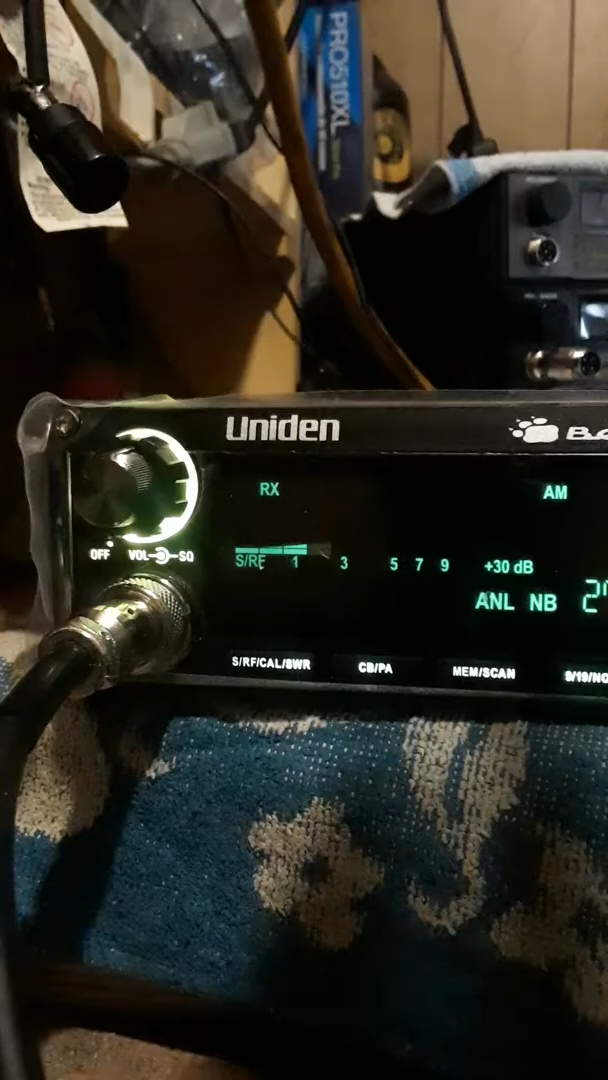 PRO510XL
Uniden
RX
AM
S/RF 1 3 5 7 9 +30 dB
ANL NB
OFF VOL SQ
S/RF/CAL/SWR CB/PA MEM/SCAN